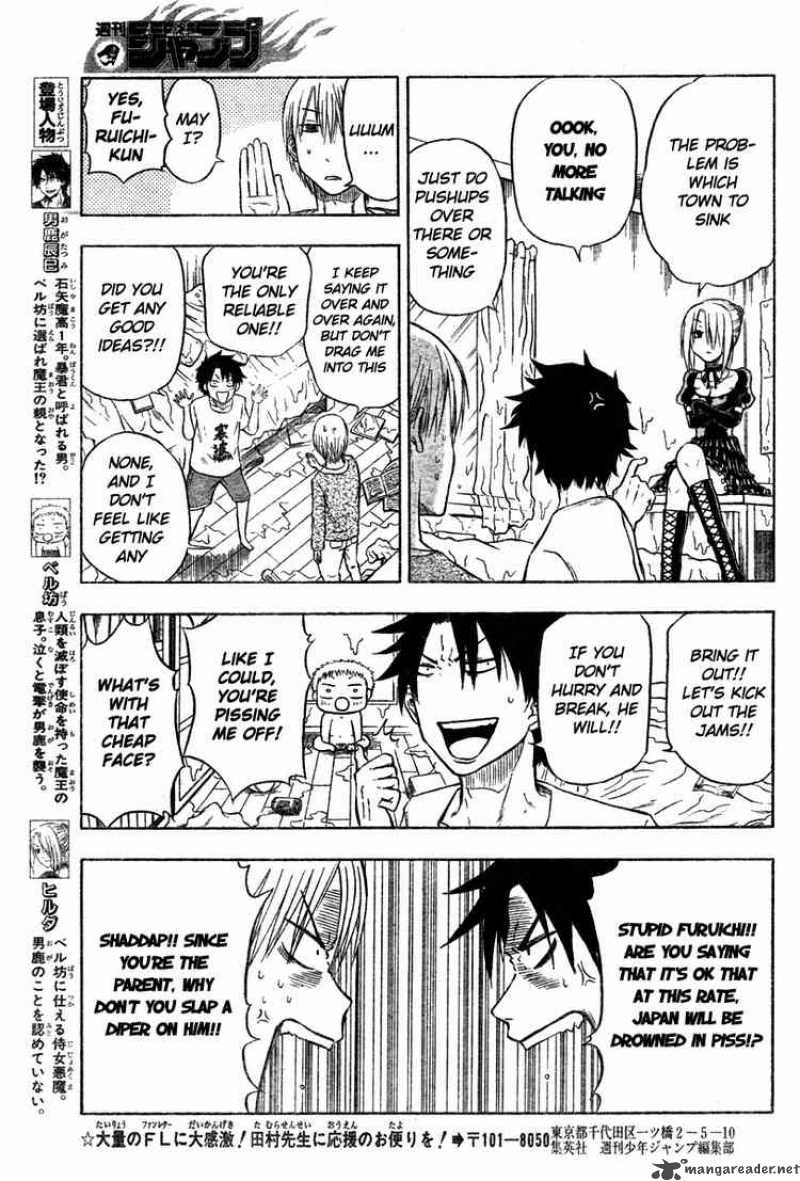 週刊
ジャンプ
THE PROB-
LEM IS
WHICH
TOWN TO
SINK
OOOK,
YOU, NO
MORE
TALKING
JUST DO
PUSHUPS
OVER
THERE OR
SOME-
THING
UUUM
...
MAY
I?
YES,
FU-
RUICHI-
KUN
I KEEP
SAYING IT
OVER AND
OVER AGAIN,
BUT DON'T
DRAG ME
INTO THIS
YOU'RE
THE ONLY
RELIABLE
ONE!!
DID YOU
GET ANY
GOOD
IDEAS?!!
NONE,
AND I
DON'T
FEEL LIKE
GETTING
ANY
BRING IT
OUT!!
LET'S KICK
OUT THE
JAMS!!
IF YOU
DON'T
HURRY AND
BREAK, HE
WILL!!
LIKE I
COULD,
YOU'RE
PISSING
ME OFF!
WHAT'S
WITH
THAT
CHEAP
FACE?
STUPID FURUICHI!!
ARE YOU SAYING
THAT IT'S OK THAT
AT THIS RATE,
JAPAN WILL BE
DROWNED IN PISS!?
SHADDAP!! SINCE
YOU'RE THE
PARENT, WHY
DON'T YOU SLAP A
DIPER ON HIM!!
登場人物
男鹿辰巳
石矢魔高1年。暴君と呼ばれる男。
ベル坊に選ばれ魔王の親となった!?
ベル坊
人類を滅ぼす使命を持った魔王の
息子。泣くと電撃が男鹿を襲う。
ヒルダ
ベル坊に仕える侍女悪魔。
男鹿のことを認めていない。
☆大量のFLに大感激!田村先生に応援のお便りを!➡〒101-8050
東京都千代田区一ツ橋2-5-10
集英社 週刊少年ジャンプ編集部
mangareader.net